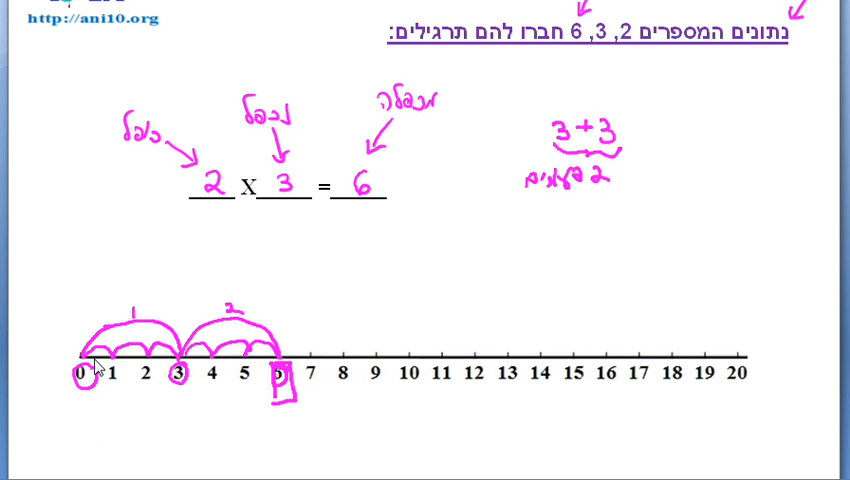 http://ani10.org
נתונים המספרים 2, 3, 6 חברו להם תרגילים:
כופל
נכפל
מכפלה
2 X 3 = 6
3 + 3
2 פעמים
1 2
0 1 2 3 4 5 6 7 8 9 10 11 12 13 14 15 16 17 18 19 20